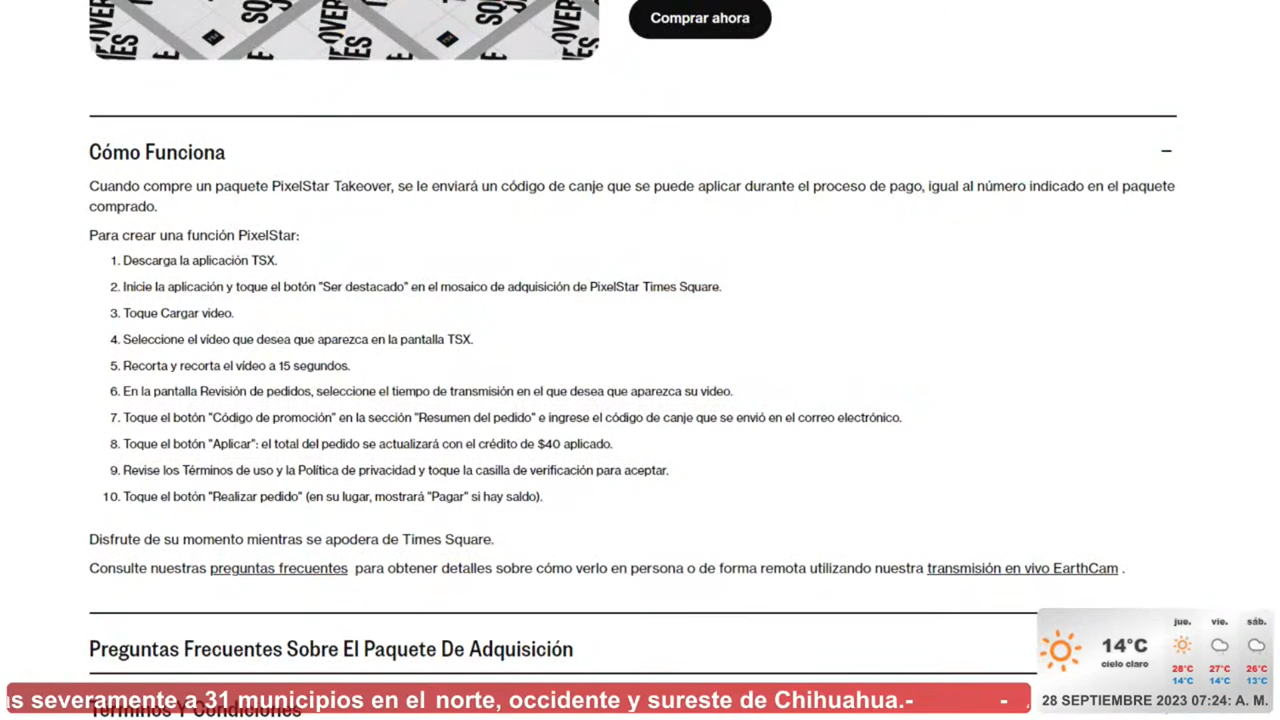 Comprar ahora
Cómo Funciona
Cuando compre un paquete PixelStar Takeover, se le enviará un código de canje que se puede aplicar durante el proceso de pago, igual al número indicado en el paquete
comprado.
Para crear una función PixelStar:
1. Descarga la aplicación TSX.
2. Inicie la aplicación y toque el botón "Ser destacado" en el mosaico de adquisición de PixelStar Times Square.
3. Toque Cargar video.
4. Seleccione el vídeo que desea que aparezca en la pantalla TSX.
5. Recorta y recorta el vídeo a 15 segundos.
6. En la pantalla Revisión de pedidos, seleccione el tiempo de transmisión en el que desea que aparezca su video.
7. Toque el botón "Código de promoción" en la sección "Resumen del pedido" e ingrese el código de canje que se envió en el correo electrónico.
8. Toque el botón "Aplicar": el total del pedido se actualizará con el crédito de $40 aplicado.
9. Revise los Términos de uso y la Política de privacidad y toque la casilla de verificación para aceptar.
10. Toque el botón "Realizar pedido" (en su lugar, mostrará "Pagar" si hay saldo).
Disfrute de su momento mientras se apodera de Times Square.
Consulte nuestras preguntas frecuentes para obtener detalles sobre cómo verlo en persona o de forma remota utilizando nuestra transmisión en vivo EarthCam .
Preguntas Frecuentes Sobre El Paquete De Adquisición
Términos Y Condiciones
severamente a 31 municipios en el norte, occidente y sureste de Chihuahua.- -
jue. vie. sáb.
14°C
cielo claro
28°C 27°C 26°C
14°C 14°C 13°C
28 SEPTIEMBRE 2023 07:24: A. M.